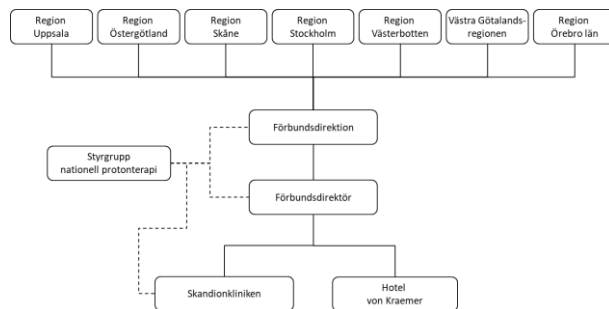 Region
Uppsala
Region
Östergötland
Region
Skåne
Region
Stockholm
Region
Västerbotten
Västra Götalands-
regionen
Region
Örebro län
Förbundsdirektion
Styrgrupp
nationell protonterapi
Förbundsdirektör
Skandionkliniken
Hotel
von Kraemer